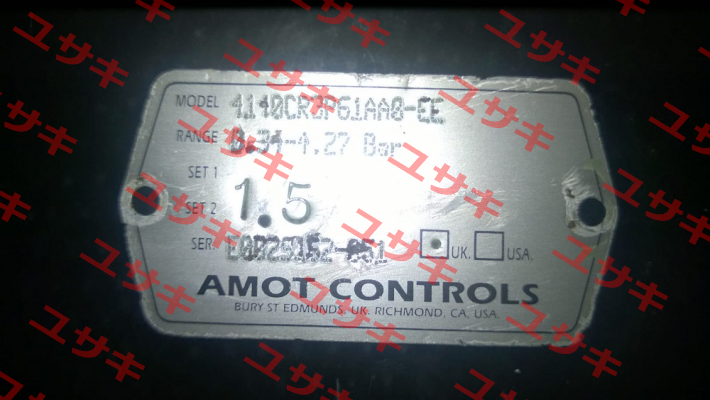 MODEL 4140CR3P61AA0-EE
RANGE 0.34-4.27 Bar
SET 1
1.5
SET 2
SER.
UK. USA.
AMOT CONTROLS
BURY ST EDMUNDS. UK. RICHMOND, CA. USA.
ユサキ